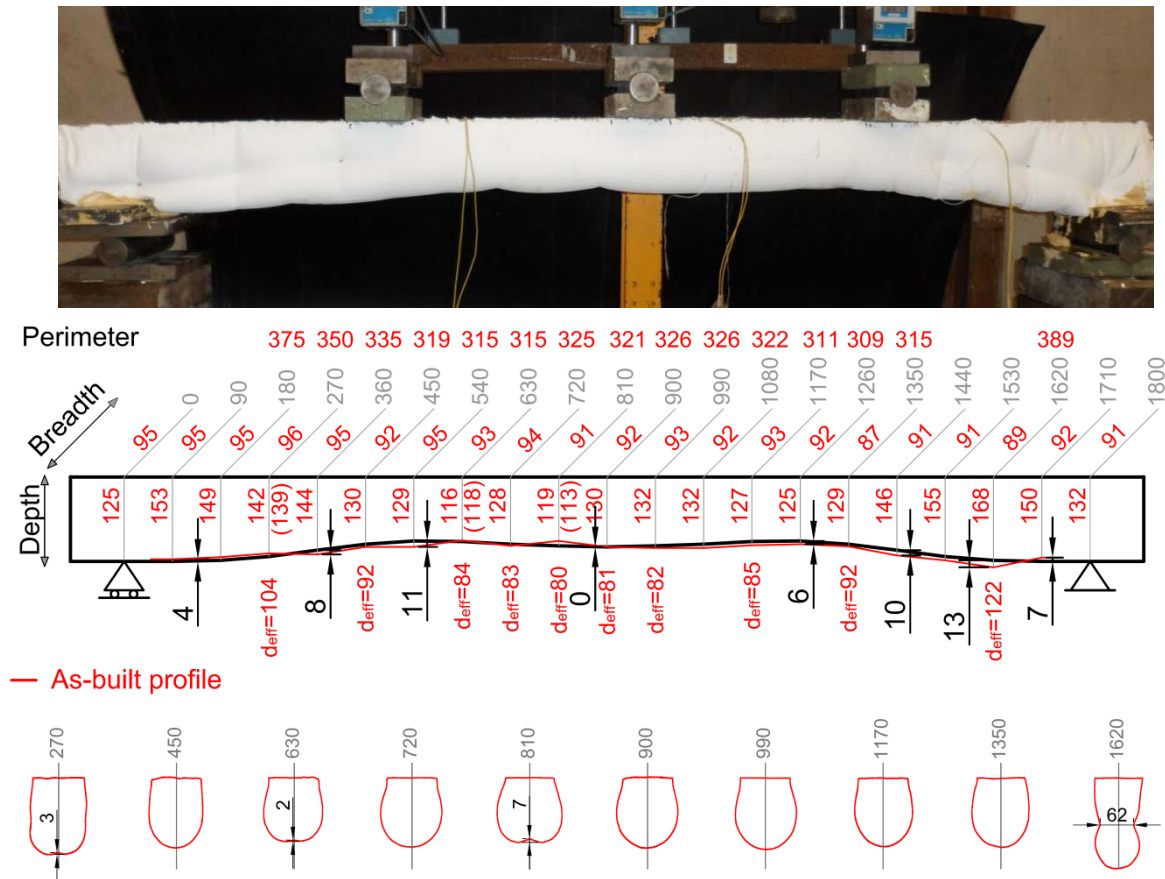 Perimeter 375 350 335 319 315 315 325 321 326 326 322 311 309 315 389
0 90 180 270 360 450 540 630 720 810 900 990 1080 1170 1260 1350 1440 1530 1620 1710 1800
Breadth 95 95 95 96 95 92 95 93 94 91 92 93 92 93 92 87 91 91 89 92 91
Depth 125 153 149 142 (139) 144 130 129 116 (118) 128 119 (113) 130 132 132 127 125 129 146 155 168 150 132
4 deff=104 8 deff=92 11 deff=84 deff=83 deff=80 0 deff=81 deff=82 deff=85 6 deff=92 10 13 deff=122 7
As-built profile
270 450 630 720 810 900 990 1170 1350 1620
3 2 7 62